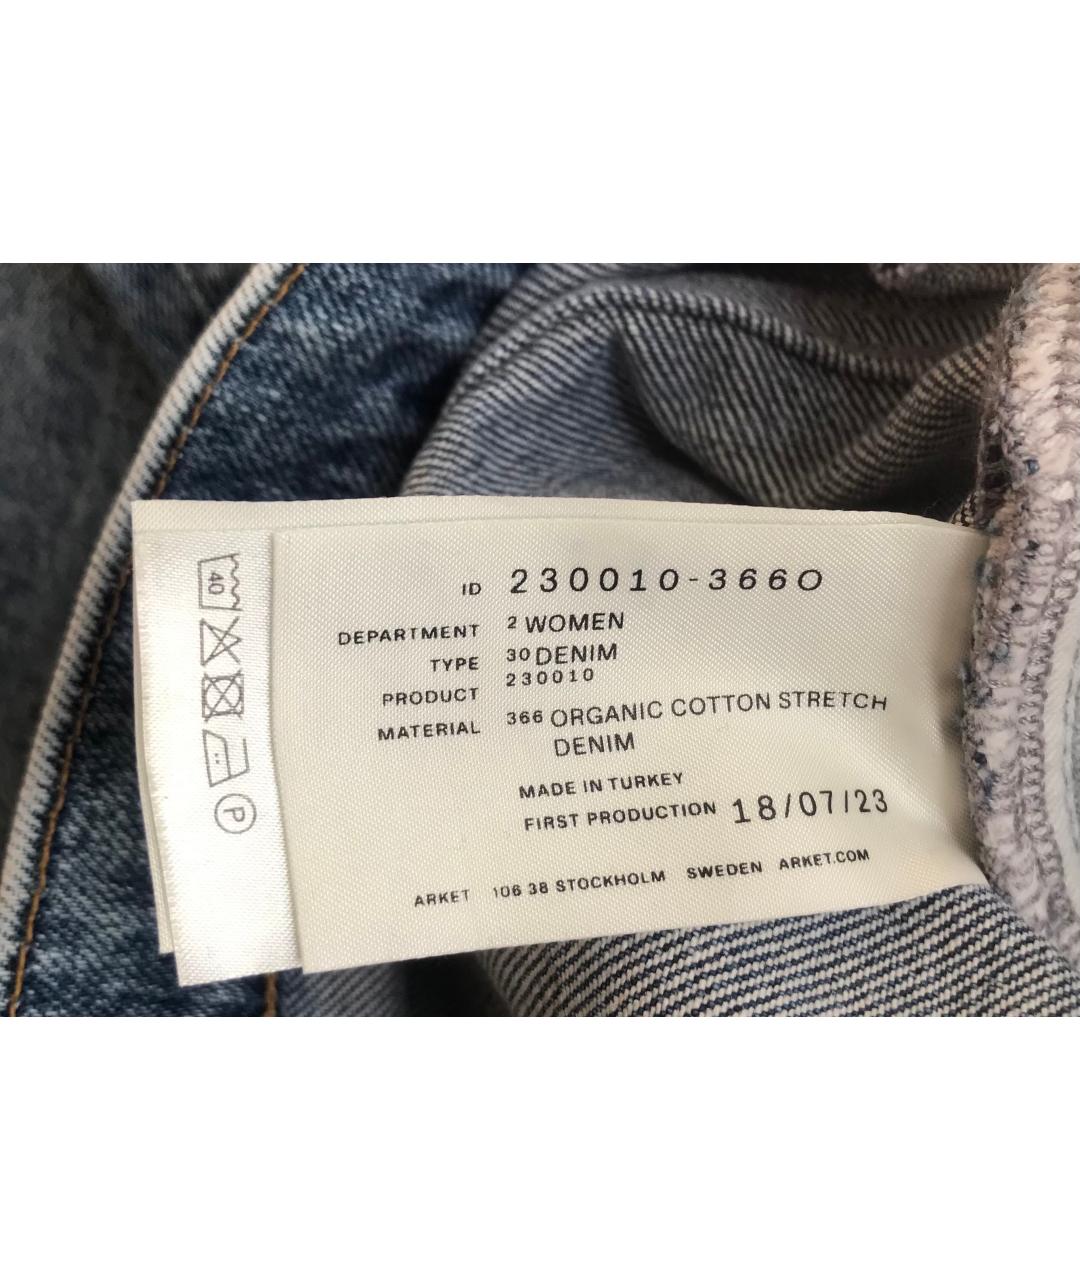 ID 230010-3660
DEPARTMENT 2 WOMEN
TYPE 30 DENIM
PRODUCT 230010
MATERIAL 366 ORGANIC COTTON STRETCH
DENIM
MADE IN TURKEY
FIRST PRODUCTION 18/07/23
ARKET 106 38 STOCKHOLM SWEDEN ARKET.COM
40
P